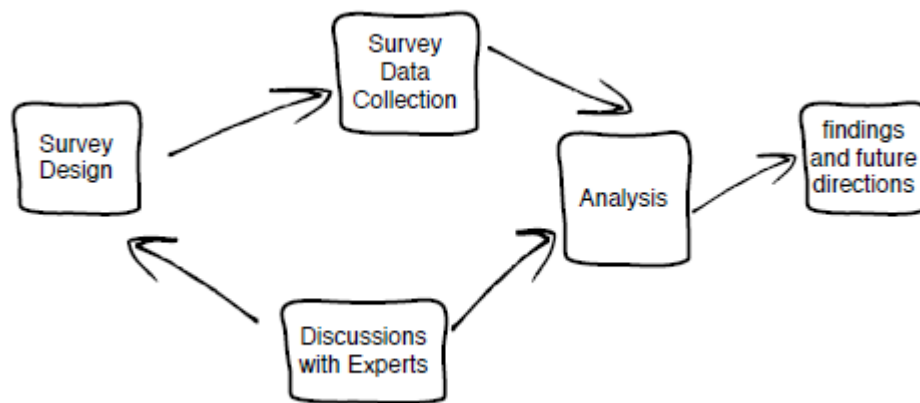 Survey
Design
Survey
Data
Collection
Analysis
findings
and future
directions
Discussions
with Experts